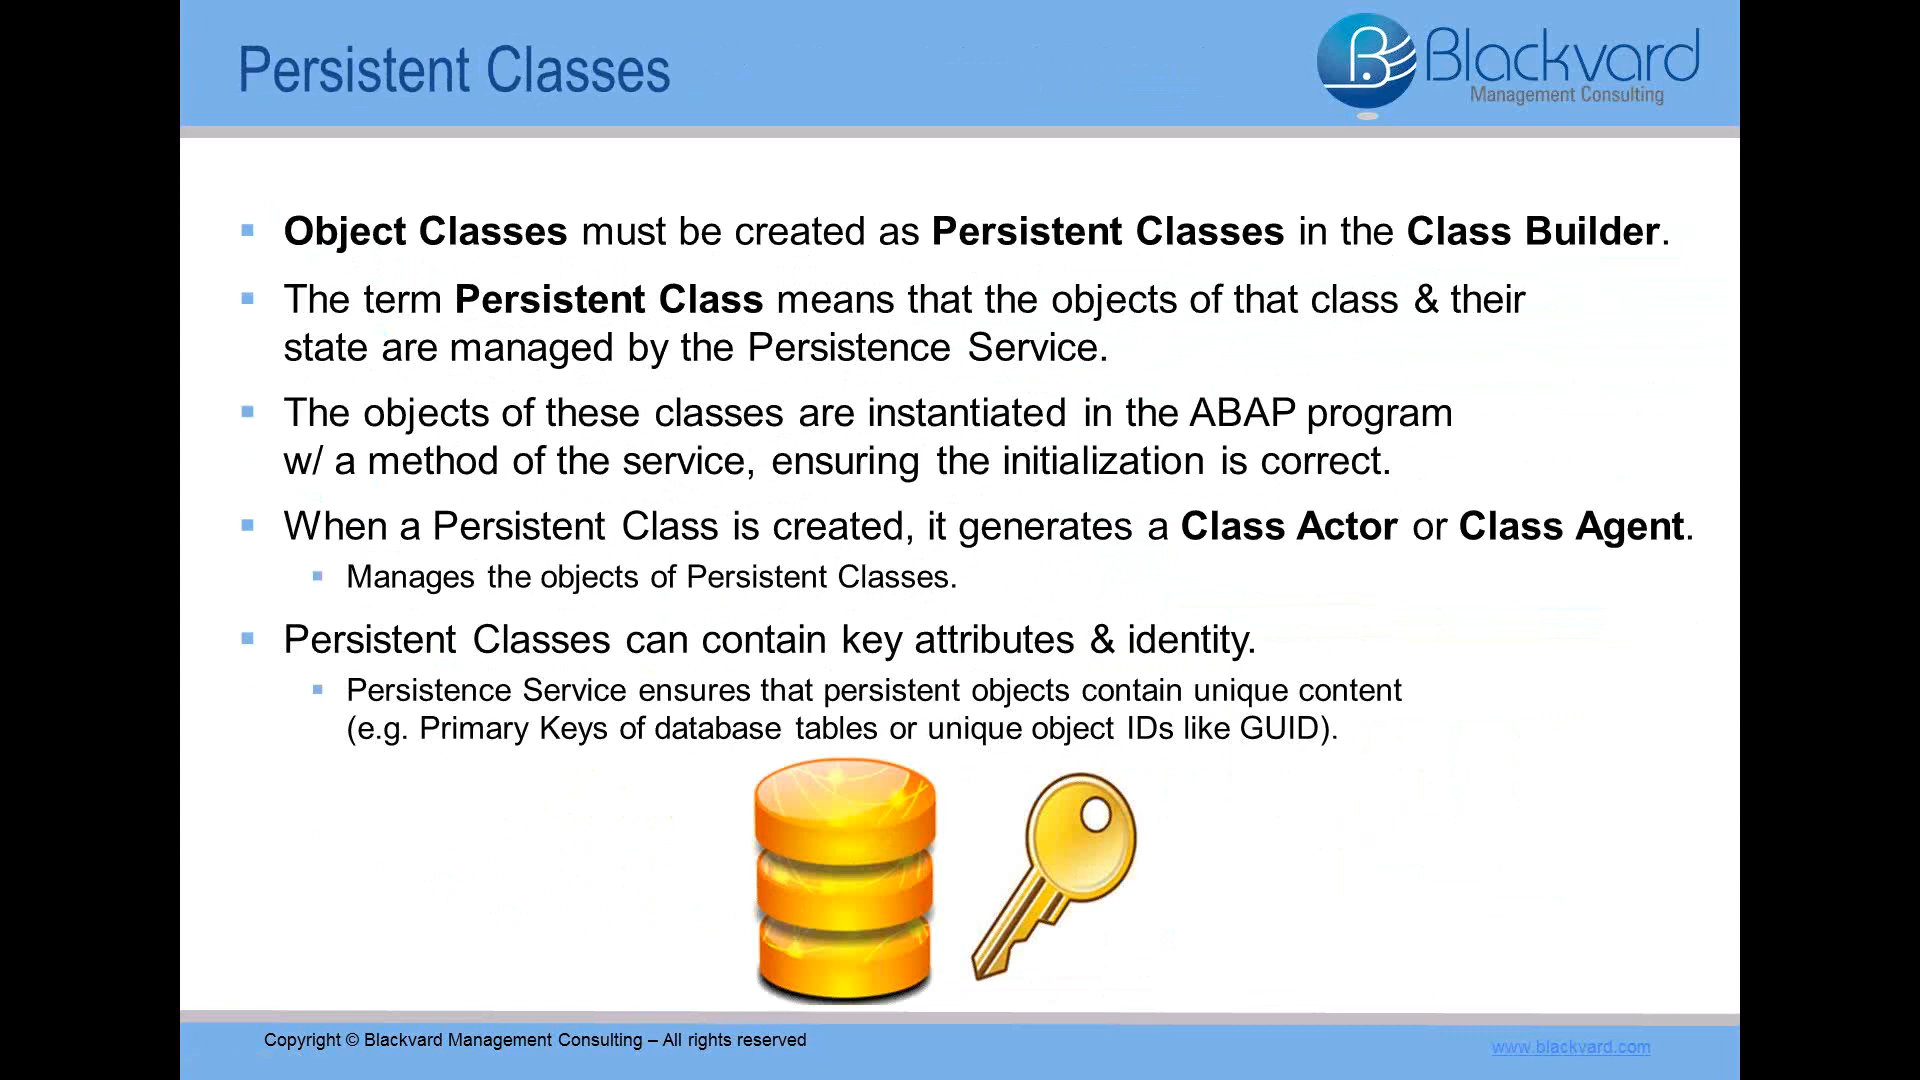 Persistent Classes
B Blackvard
Management Consulting
Object Classes must be created as Persistent Classes in the Class Builder.
The term Persistent Class means that the objects of that class & their
state are managed by the Persistence Service.
The objects of these classes are instantiated in the ABAP program
w/ a method of the service, ensuring the initialization is correct.
When a Persistent Class is created, it generates a Class Actor or Class Agent.
Manages the objects of Persistent Classes.
Persistent Classes can contain key attributes & identity.
Persistence Service ensures that persistent objects contain unique content
(e.g. Primary Keys of database tables or unique object IDs like GUID).
Copyright © Blackvard Management Consulting – All rights reserved
www.blackvard.com